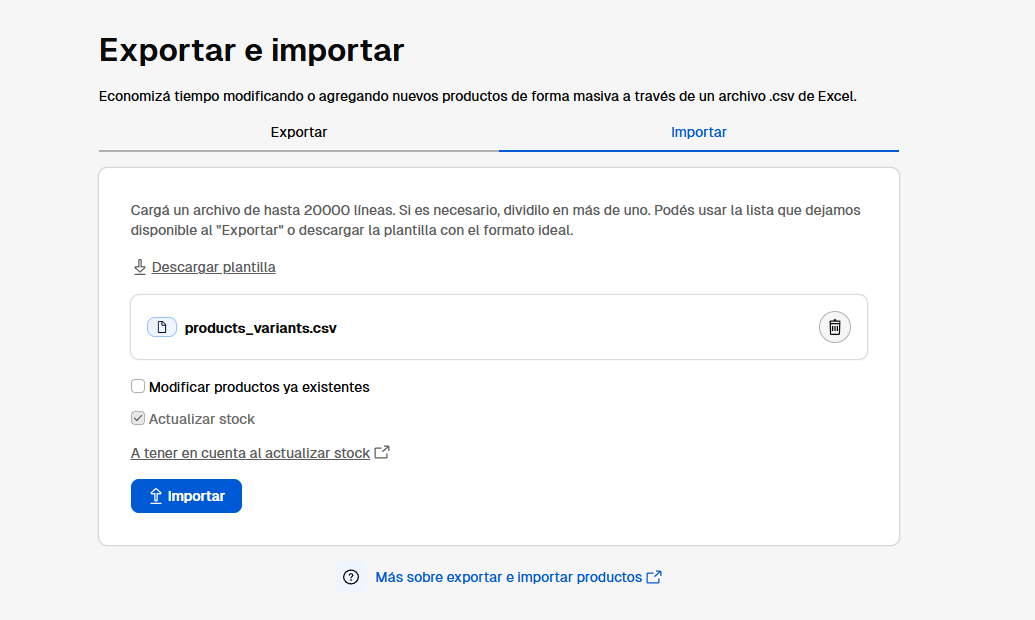 Exportar e importar
Economizá tiempo modificando o agregando nuevos productos de forma masiva a través de un archivo .csv de Excel.
Exportar
Importar
Cargá un archivo de hasta 20000 líneas. Si es necesario, dividilo en más de uno. Podés usar la lista que dejamos
disponible al "Exportar" o descargar la plantilla con el formato ideal.
Descargar plantilla
products_variants.csv
Modificar productos ya existentes
Actualizar stock
A tener en cuenta al actualizar stock
Importar
Más sobre exportar e importar productos